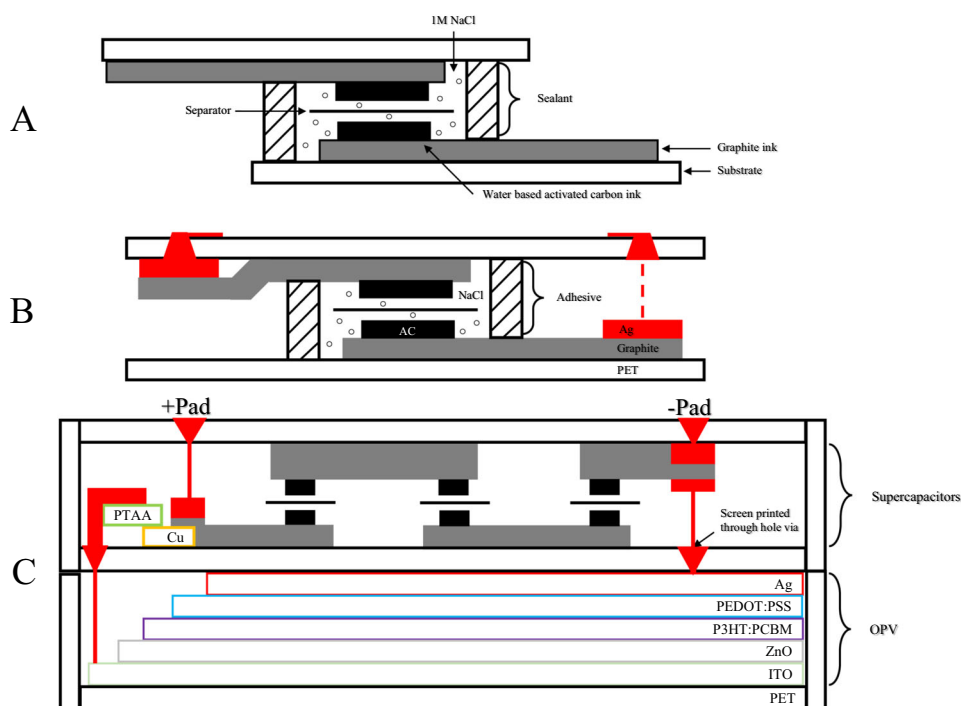 1M NaCl
A
Separator
Sealant
Graphite ink
Substrate
Water based activated carbon ink
B
NaCl
Adhesive
AC
Ag
Graphite
PET
+Pad
-Pad
Supercapacitors
PTAA
Screen printed
through hole via
Cu
C
Ag
PEDOT:PSS
OPV
P3HT:PCBM
ZnO
ITO
PET